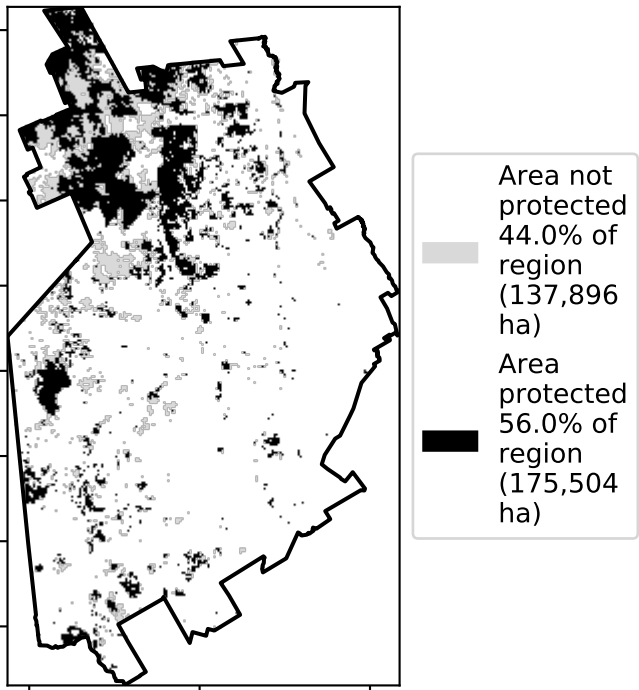 Area not
protected
44.0% of
region
(137,896
ha)
Area
protected
56.0% of
region
(175,504
ha)